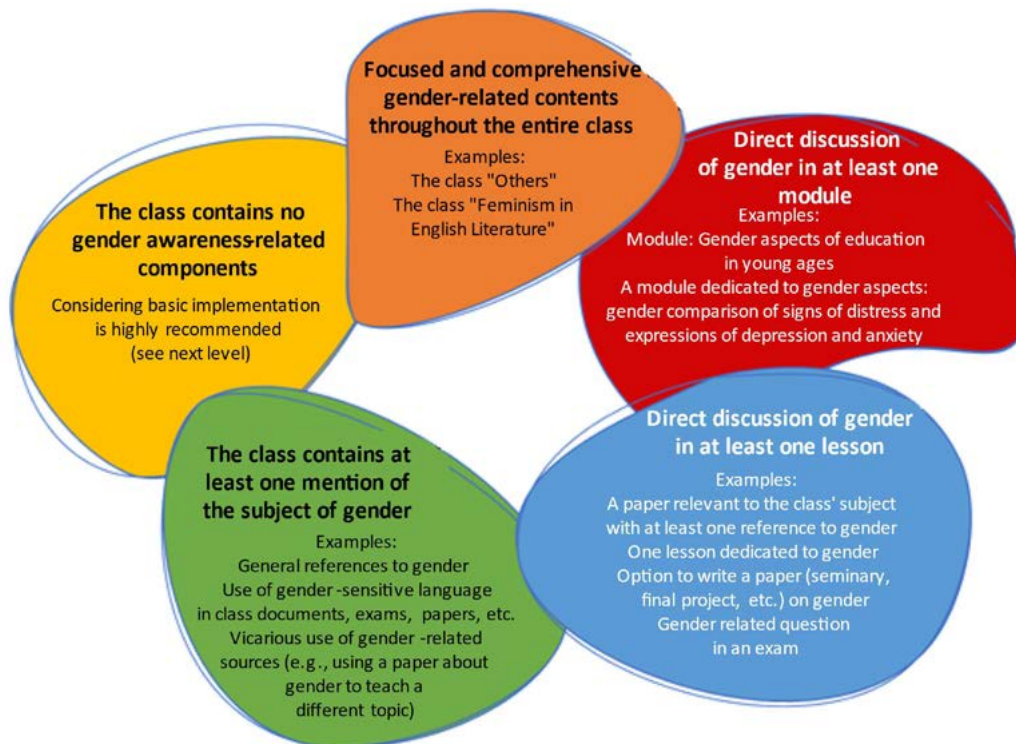 Focused and comprehensive
gender-related contents
throughout the entire class
Examples:
The class "Others"
The class "Feminism in
English Literature"
Direct discussion
of gender in at least one
module
Examples:
Module: Gender aspects of education
in young ages
A module dedicated to gender aspects:
gender comparison of signs of distress and
expressions of depression and anxiety
The class contains no
gender awareness-related
components
Considering basic implementation
is highly recommended
(see next level)
The class contains at
least one mention of
the subject of gender
Examples:
General references to gender
Use of gender -sensitive language
in class documents, exams, papers, etc.
Vicarious use of gender -related
sources (e.g., using a paper about
gender to teach a
different topic)
Direct discussion of gender
in at least one lesson
Examples:
A paper relevant to the class' subject
with at least one reference to gender
One lesson dedicated to gender
Option to write a paper (seminary,
final project, etc.) on gender
Gender related question
in an exam